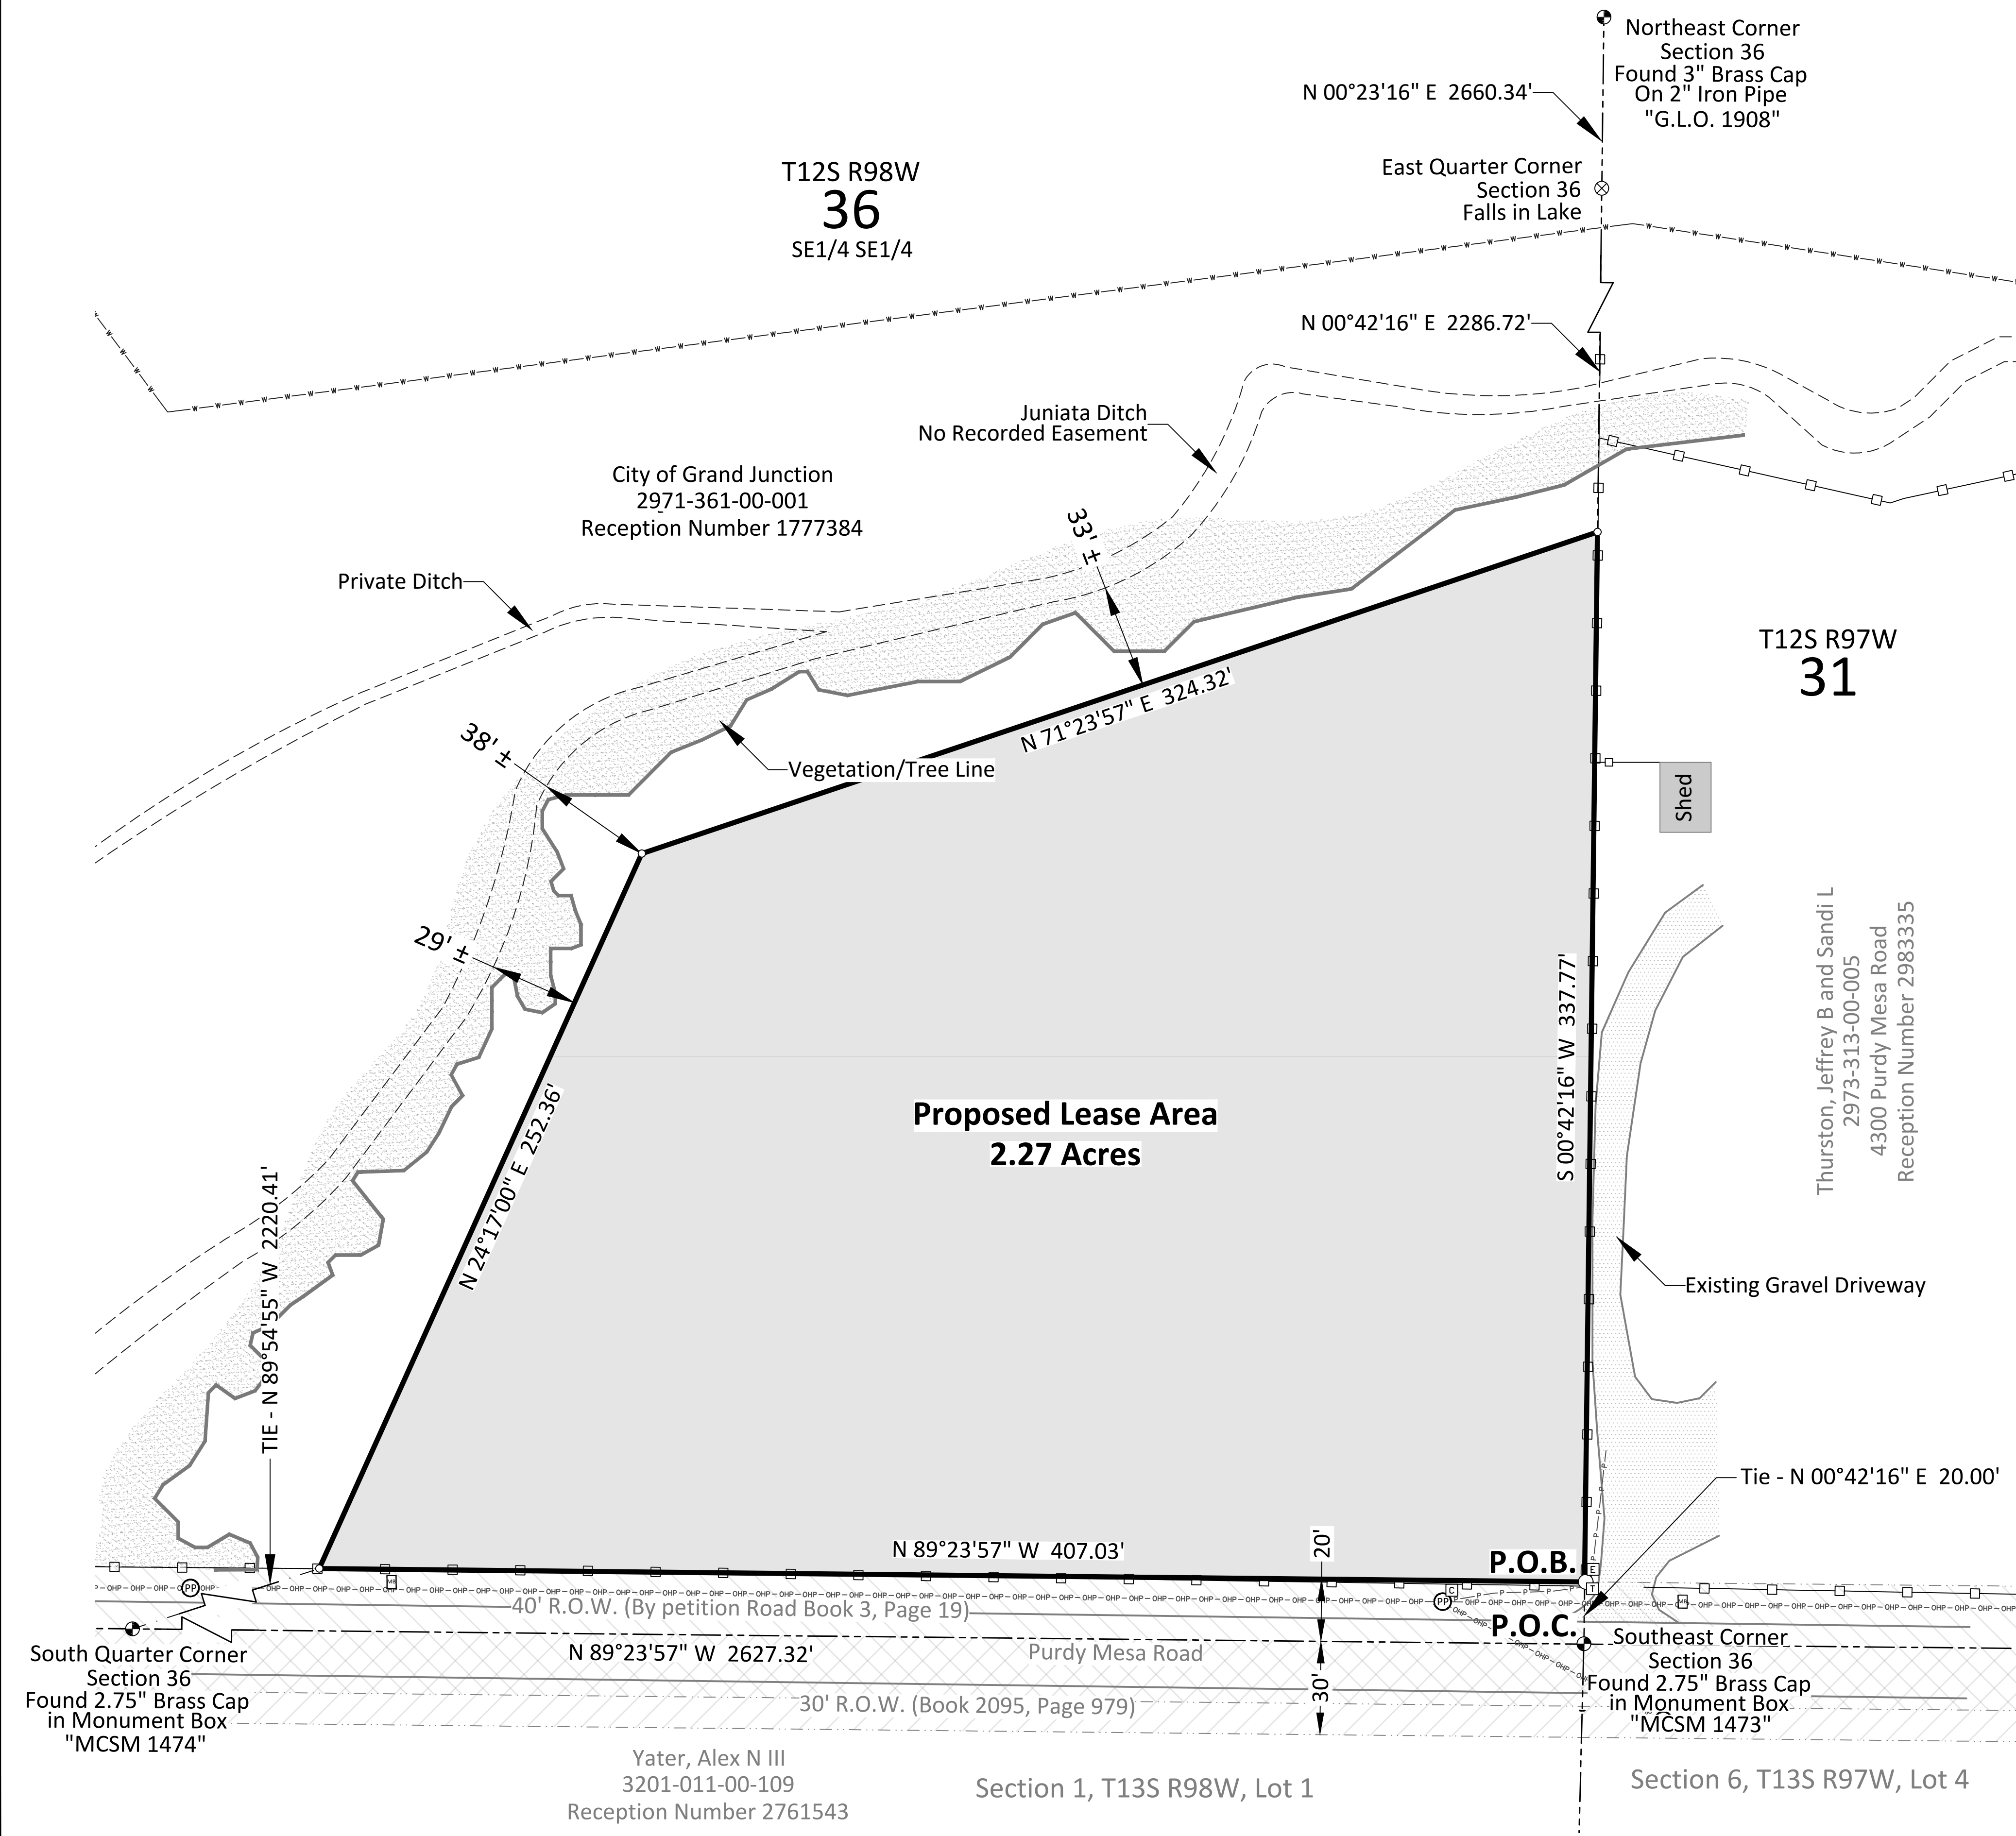 Northeast Corner
Section 36
Found 3" Brass Cap
On 2" Iron Pipe
"G.L.O. 1908"
N 00°23'16" E 2660.34'
T12S R98W
36
SE1/4 SE1/4
East Quarter Corner
Section 36
Falls in Lake
N 00°42'16" E 2286.72'
Juniata Ditch
No Recorded Easement
City of Grand Junction
2971-361-00-001
Reception Number 1777384
33' ±
Private Ditch
T12S R97W
31
N 71°23'57" E 324.32'
38' ±
Vegetation/Tree Line
Shed
29' ±
Thurston, Jeffrey B and Sandi L
2973-313-00-005
4300 Purdy Mesa Road
Reception Number 2983335
S 00°42'16" W 337.77'
N 24°17'00" E 252.36'
Proposed Lease Area
2.27 Acres
TIE - N 89°54'55" W 2220.41'
Existing Gravel Driveway
Tie - N 00°42'16" E 20.00'
N 89°23'57" W 407.03'
20'
P.O.B.
E
T
C
PP
PP
OHP
40' R.O.W. (By petition Road Book 3, Page 19)
P.O.C.
South Quarter Corner
Section 36
Found 2.75" Brass Cap
in Monument Box
"MCSM 1474"
N 89°23'57" W 2627.32'
Purdy Mesa Road
Southeast Corner
Section 36
Found 2.75" Brass Cap
in Monument Box
"MCSM 1473"
30'
30' R.O.W. (Book 2095, Page 979)
Yater, Alex N III
3201-011-00-109
Reception Number 2761543
Section 1, T13S R98W, Lot 1
Section 6, T13S R97W, Lot 4